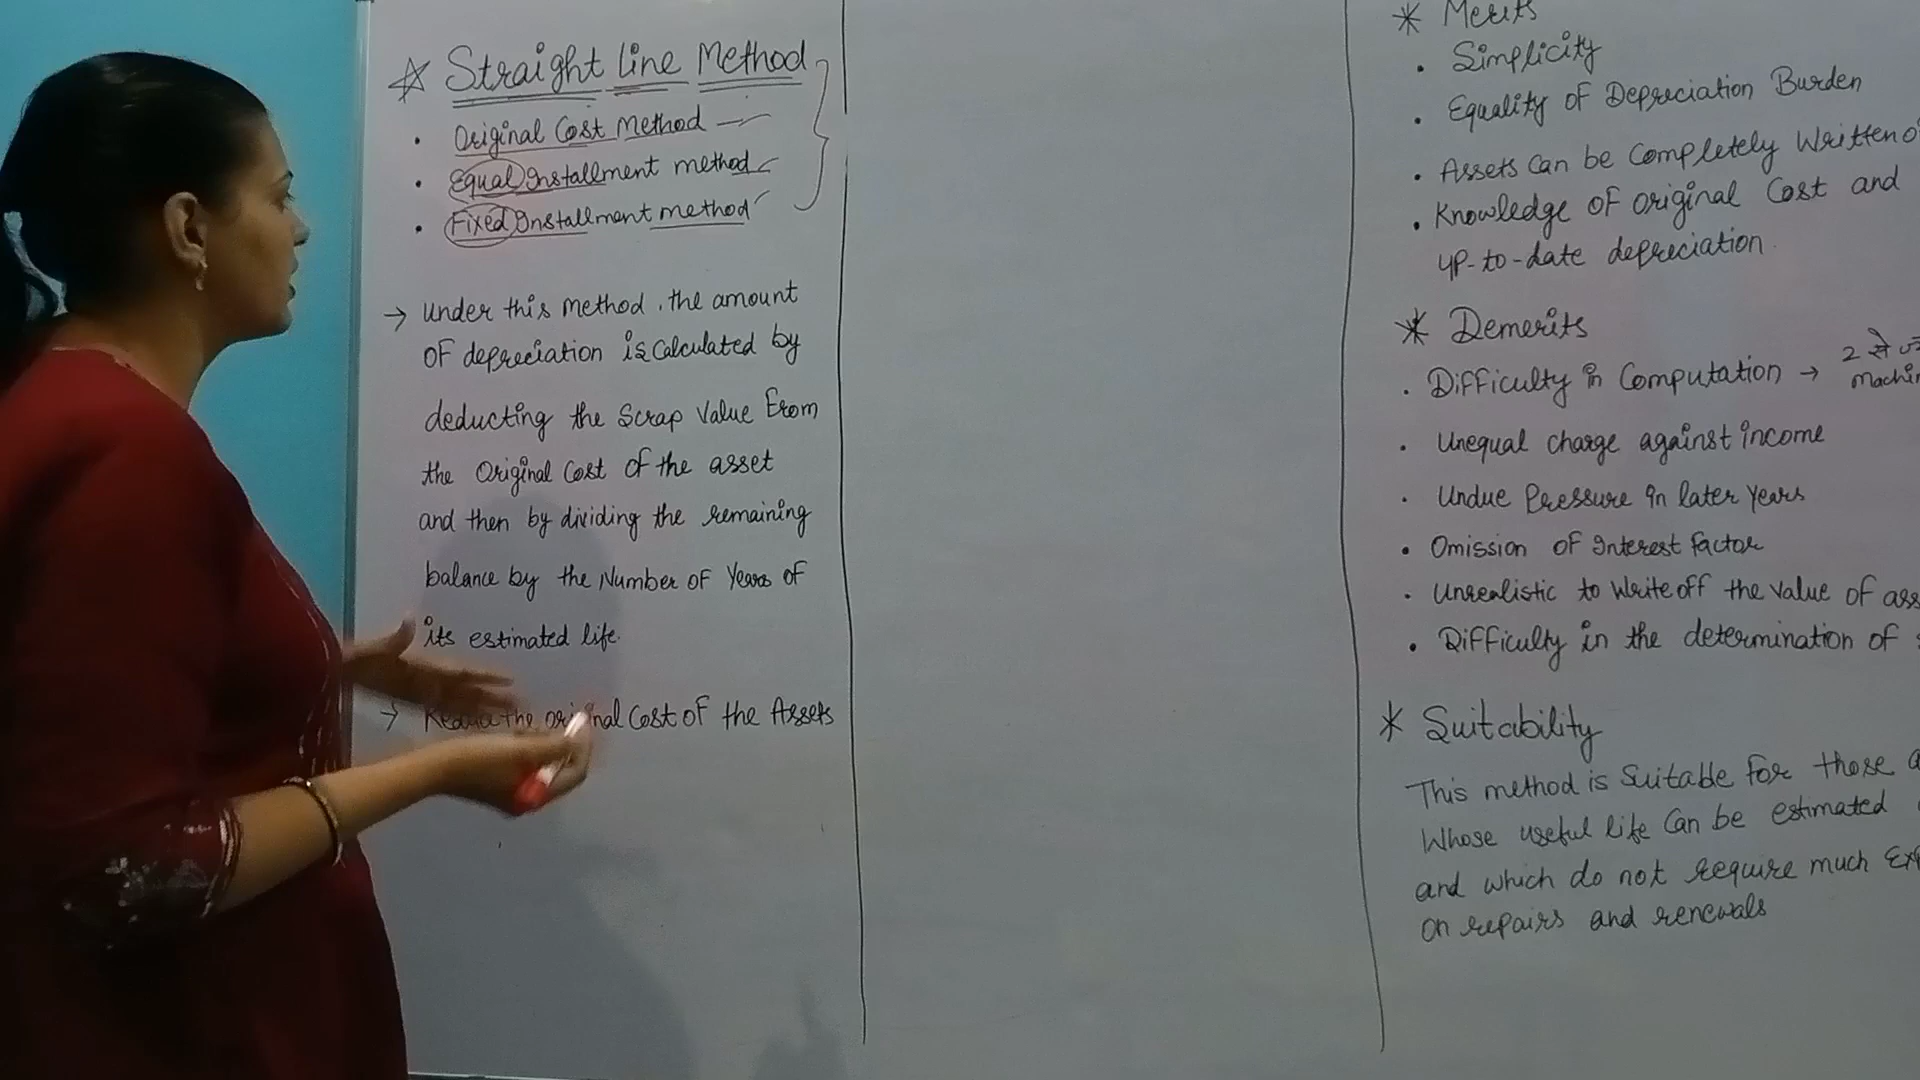 Straight Line Method
• Original Cost Method
• Equal Installment method
• Fixed Installment method
→ Under this method, the amount
of depreciation is calculated by
deducting the Scrap Value From
the Original Cost of the asset
and then by dividing the remaining
balance by the Number of Years of
its estimated life.
→ the original Cost of the Assets
* Merits
• Simplicity
• Equality of Depreciation Burden
• Assets Can be Completely Written
• Knowledge of original Cost and
up-to-date depreciation
* Demerits
• Difficulty in Computation → 2 से
• Unequal charge against income
• Undue Pressure in later Years
• Omission of Interest factor
• Unrealistic to Write off the Value of
• Difficulty in the determination of
* Suitability
This method is Suitable for those
Whose useful life Can be estimated
and which do not require much
on repairs and renewals